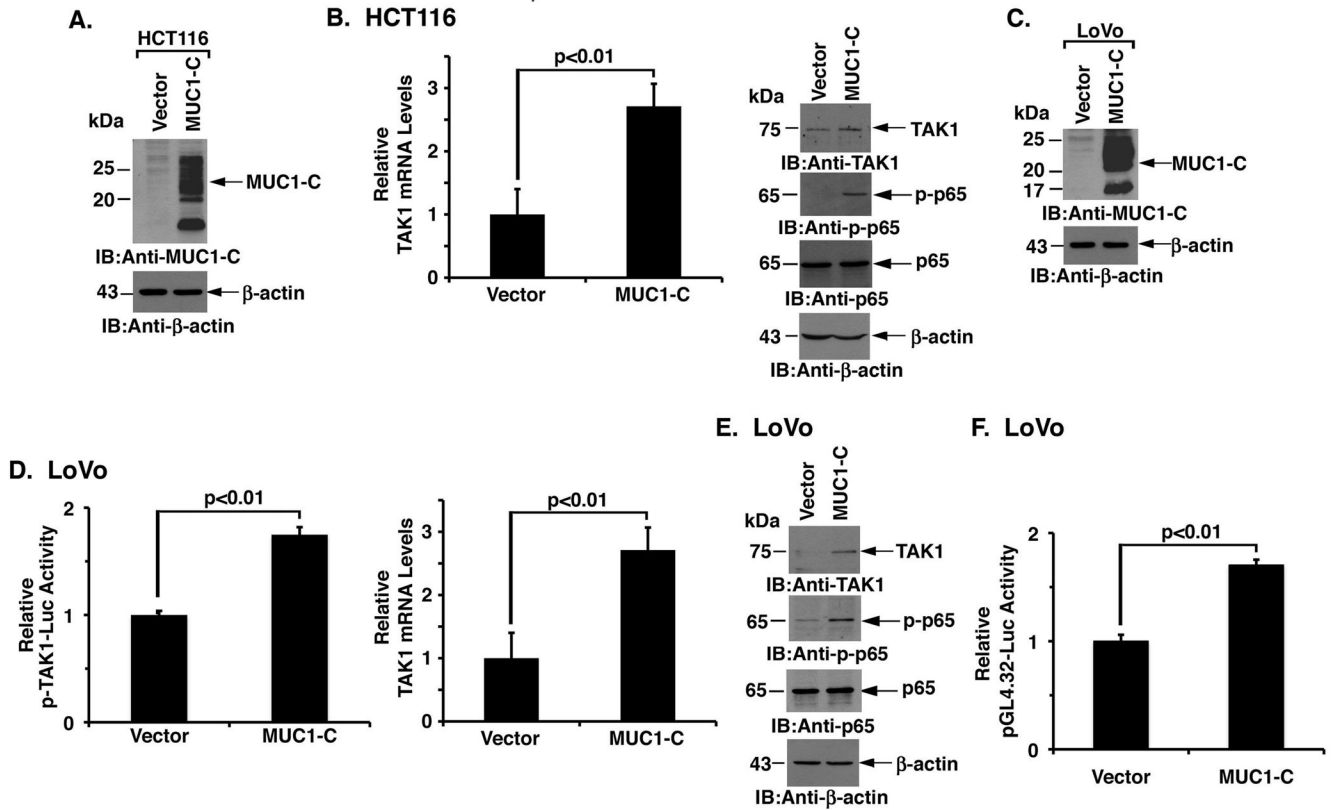 A.
HCT116
Vector
MUC1-C
kDa
25
20
MUC1-C
IB:Anti-MUC1-C
43
β-actin
IB:Anti-β-actin
B. HCT116
Relative
TAK1 mRNA Levels
3
2
1
0
p<0.01
Vector
MUC1-C
kDa
Vector
MUC1-C
75
TAK1
IB:Anti-TAK1
65
p-p65
IB:Anti-p-p65
65
p65
IB:Anti-p65
43
β-actin
IB:Anti-β-actin
C.
LoVo
Vector
MUC1-C
kDa
25
20
17
MUC1-C
IB:Anti-MUC1-C
43
β-actin
IB:Anti-β-actin
D. LoVo
Relative
p-TAK1-Luc Activity
2
1
0
p<0.01
Vector
MUC1-C
Relative
TAK1 mRNA Levels
3
2
1
0
p<0.01
Vector
MUC1-C
E. LoVo
Vector
MUC1-C
kDa
75
TAK1
IB:Anti-TAK1
65
p-p65
IB:Anti-p-p65
65
p65
IB:Anti-p65
43
β-actin
IB:Anti-β-actin
F. LoVo
Relative
pGL4.32-Luc Activity
2
1
0
p<0.01
Vector
MUC1-C